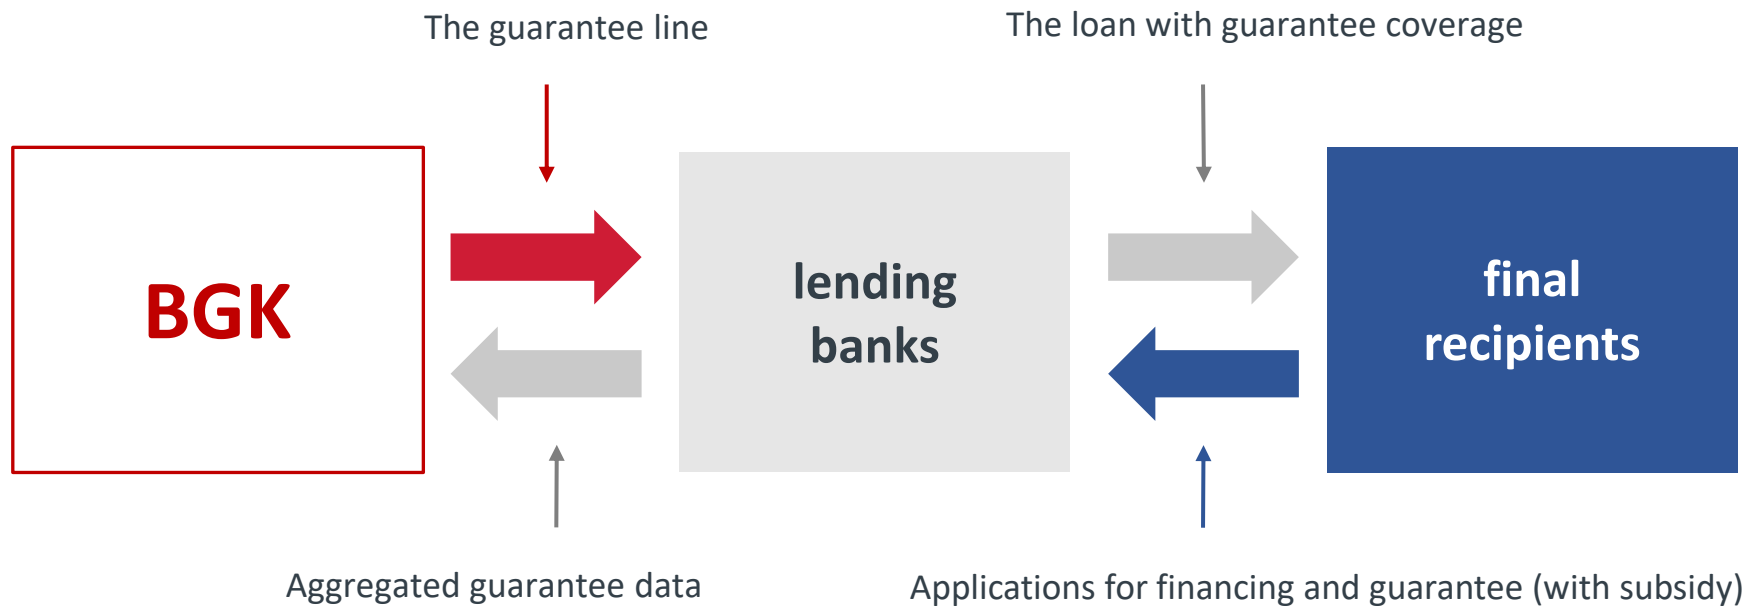 The guarantee line
The loan with guarantee coverage
BGK
lending
banks
final
recipients
Aggregated guarantee data
Applications for financing and guarantee (with subsidy)